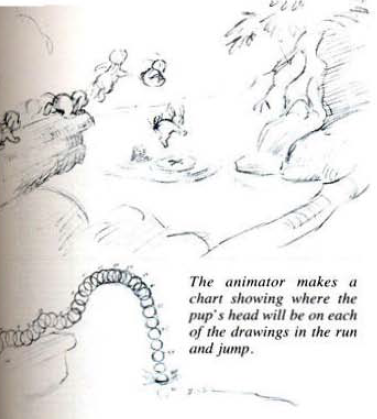 The animator makes a
chart showing where the
pup's head will be on each
of the drawings in the run
and jump.